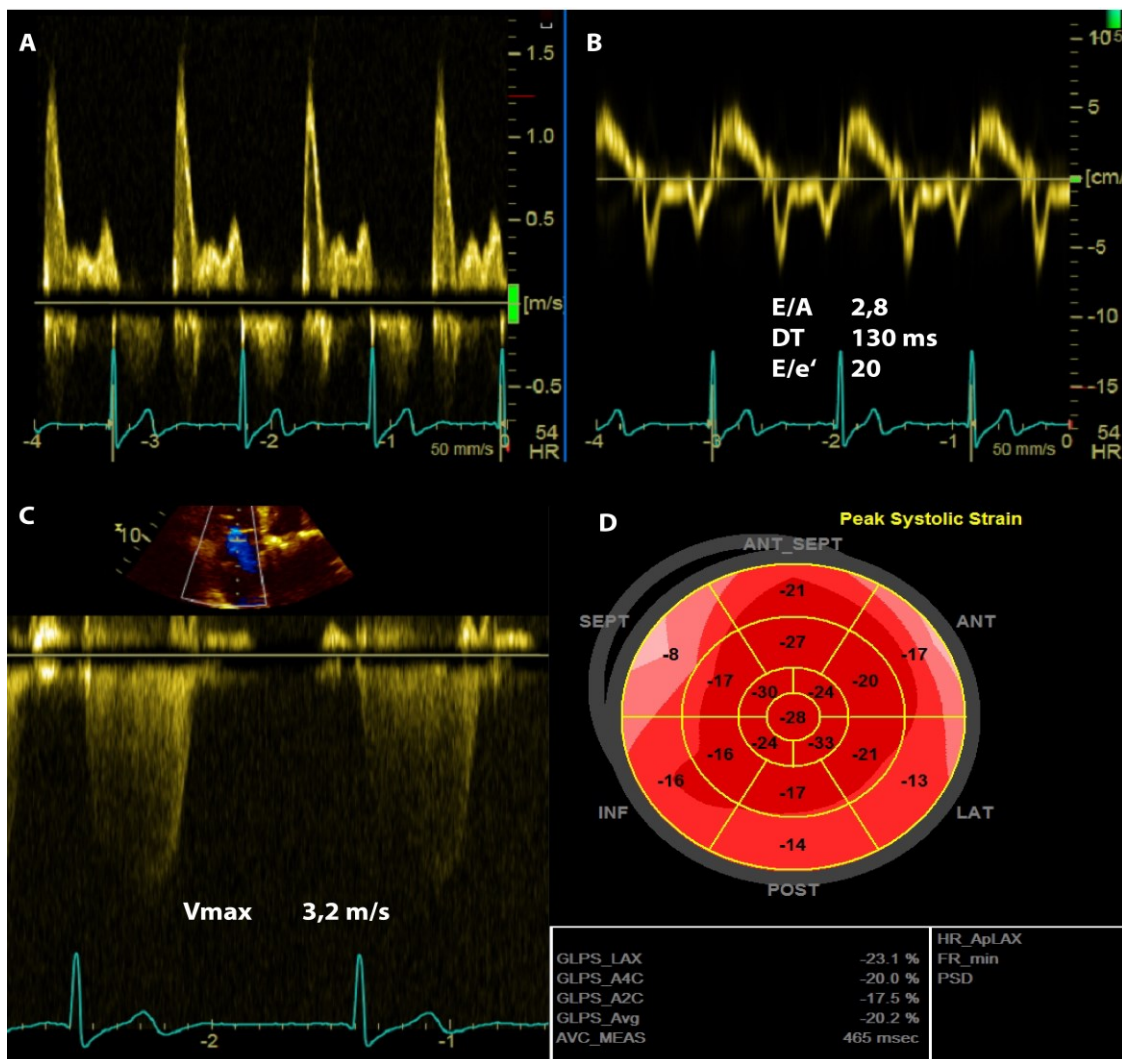 A
1.5
1.0
0.5
[m/s]
-0.5
-4
-3
-2
-1
0
50 mm/s
54
HR
B
10
15
5
[cm/
-5
-10
-15
E/A 2,8
DT 130 ms
E/e‘ 20
-4
-3
-2
-1
0
50 mm/s
54
HR
C
10
Vmax 3,2 m/s
-2
-1
D
Peak Systolic Strain
ANT_SEPT
SEPT
ANT
INF
LAT
POST
-21
-8
-27
-17
-17
-30
-24
-20
-28
-16
-24
-33
-21
-16
-17
-13
-14
GLPS_LAX -23.1 %
GLPS_A4C -20.0 %
GLPS_A2C -17.5 %
GLPS_Avg -20.2 %
AVC_MEAS 465 msec
HR_ApLAX
FR_min
PSD